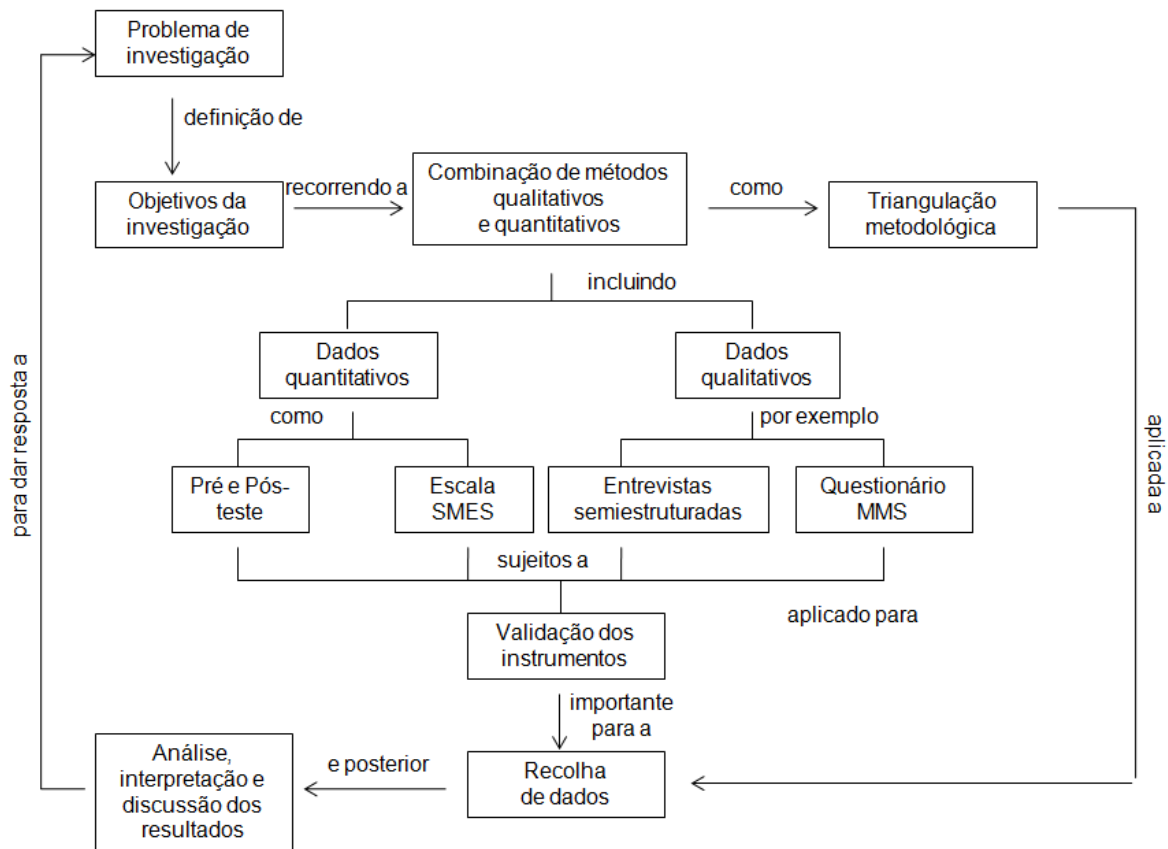 Problema de
investigação
definição de
Objetivos da
investigação
recorrendo a
Combinação de métodos
qualitativos
e quantitativos
como
Triangulação
metodológica
incluindo
Dados
quantitativos
Dados
qualitativos
como
por exemplo
Pré e Pós-
teste
Escala
SMES
Entrevistas
semiestruturadas
Questionário
MMS
sujeitos a
aplicado para
Validação dos
instrumentos
importante
para a
Recolha
de dados
e posterior
Análise,
interpretação e
discussão dos
resultados
para dar resposta a
aplicada a